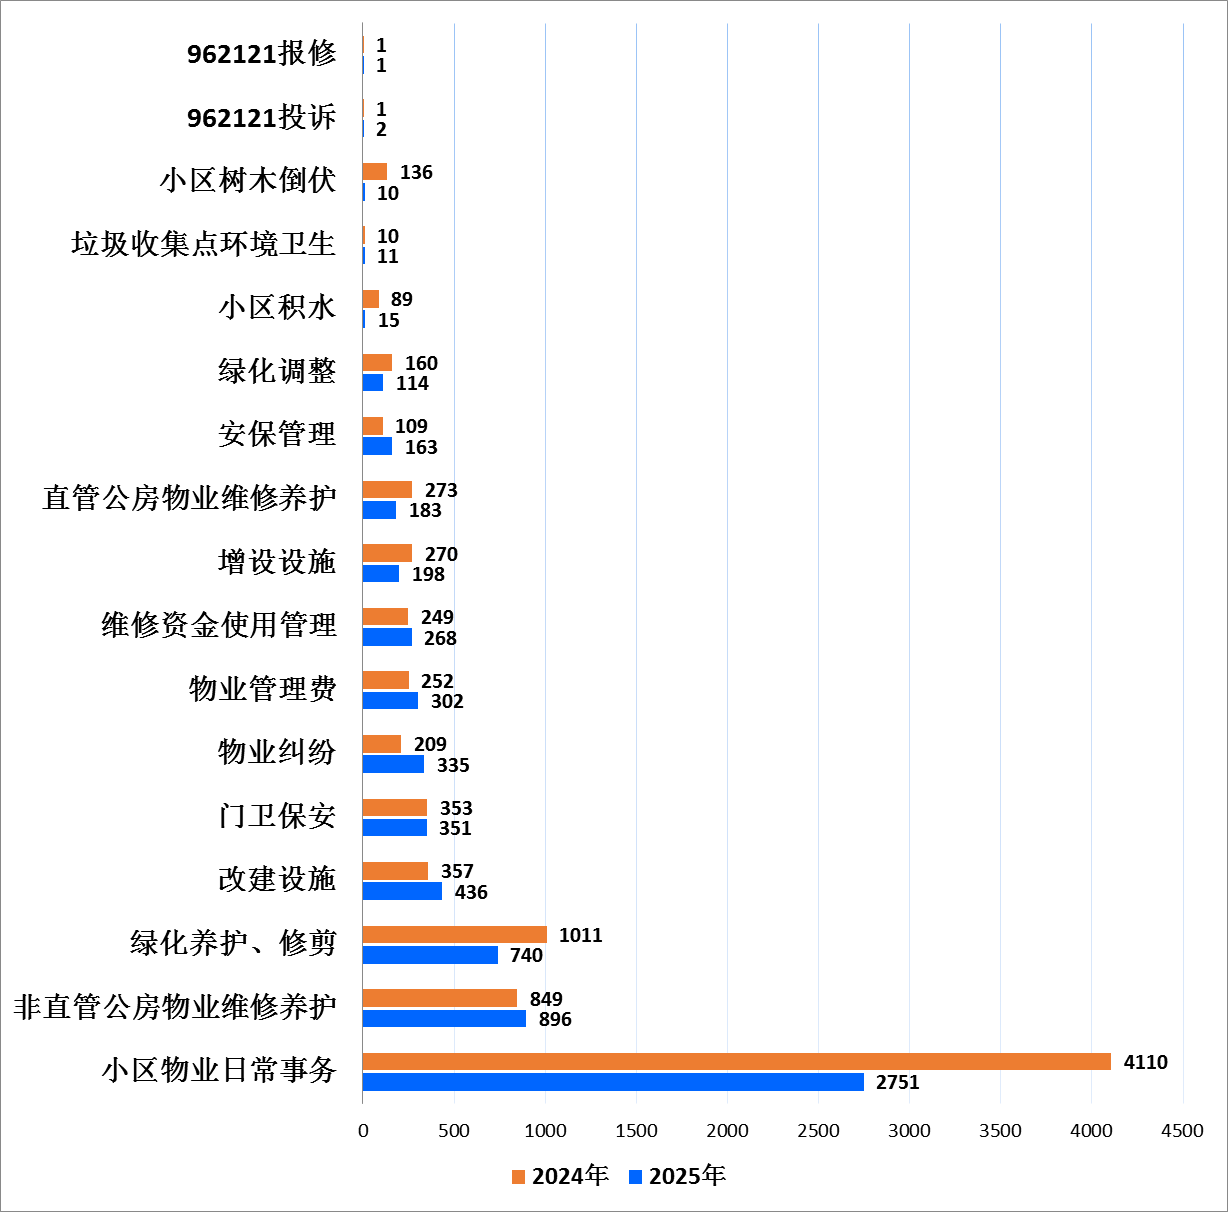 962121报修
1
1
962121投诉
1
2
小区树木倒伏
136
10
垃圾收集点环境卫生
10
11
小区积水
89
15
绿化调整
160
114
安保管理
109
163
直管公房物业维修养护
273
183
增设设施
270
198
维修资金使用管理
249
268
物业管理费
252
302
物业纠纷
209
335
门卫保安
353
351
改建设施
357
436
绿化养护、修剪
1011
740
非直管公房物业维修养护
849
896
小区物业日常事务
4110
2751
0 500 1000 1500 2000 2500 3000 3500 4000 4500
2024年 2025年